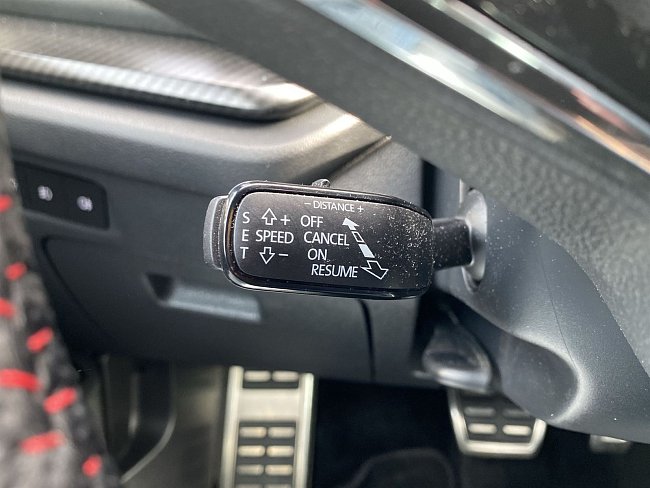 - DISTANCE +
S + OFF
E SPEED CANCEL
T - ON
RESUME